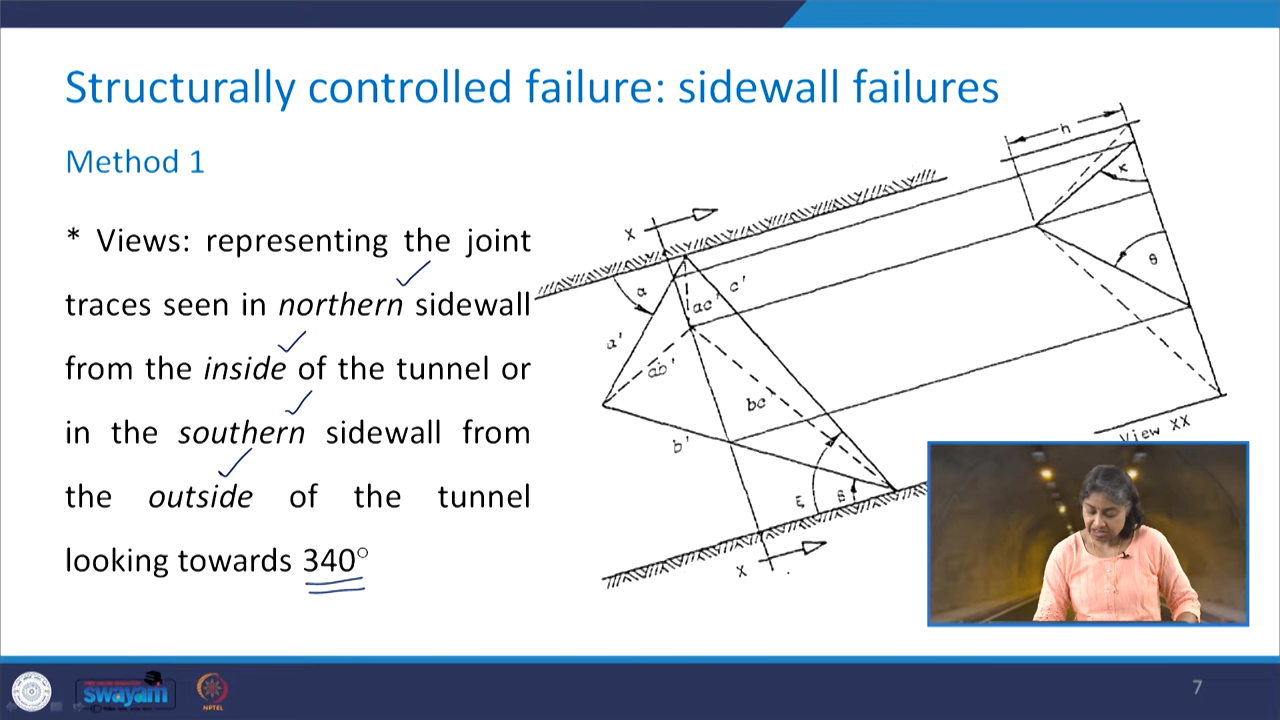 Structurally controlled failure: sidewall failures
Method 1
* Views: representing the joint
traces seen in northern sidewall
from the inside of the tunnel or
in the southern sidewall from
the outside of the tunnel
looking towards 340°
X
α
a'
ab'
ac'
c'
bc'
b'
ξ
β
X
h
θ
View XX
swayam
NPTEL
7